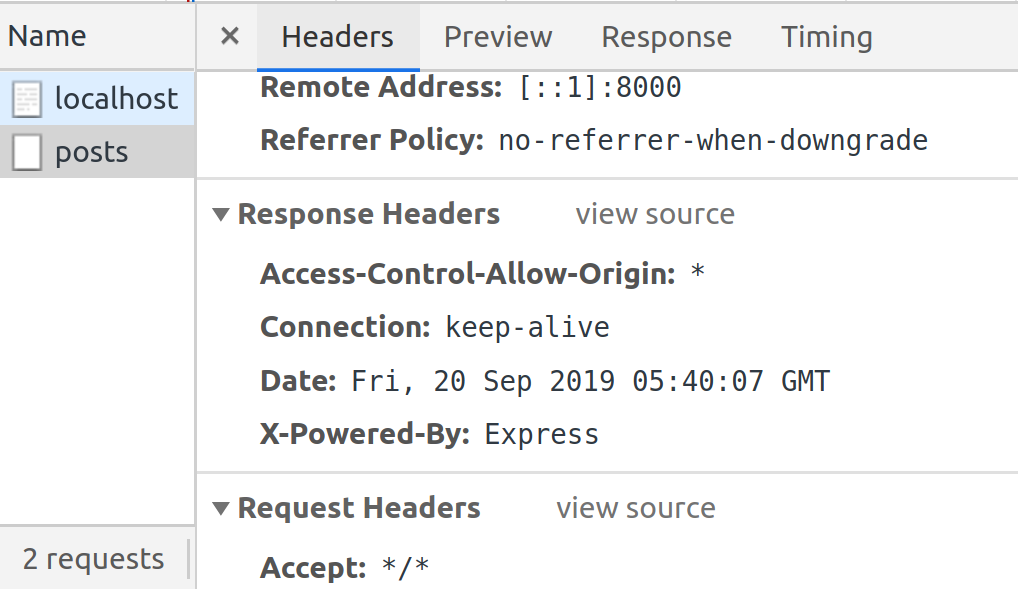 Name
× Headers Preview Response Timing
localhost
posts
Remote Address: [::1]:8000
Referrer Policy: no-referrer-when-downgrade
▼ Response Headers view source
Access-Control-Allow-Origin: *
Connection: keep-alive
Date: Fri, 20 Sep 2019 05:40:07 GMT
X-Powered-By: Express
▼ Request Headers view source
Accept: */*
2 requests